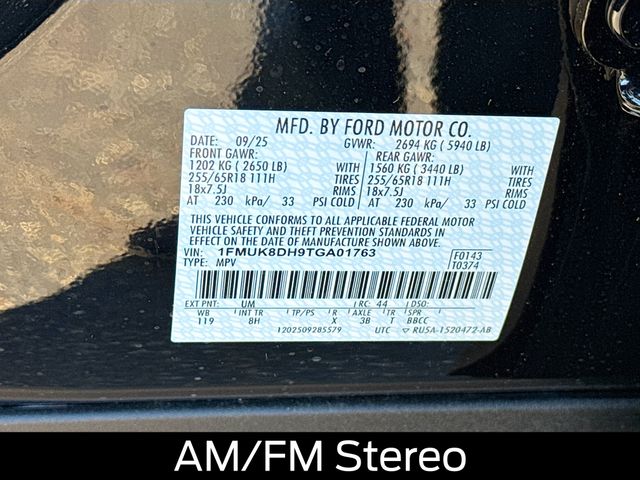 MFD. BY FORD MOTOR CO.
DATE: 09/25 GVWR: 2694 KG ( 5940 LB)
FRONT GAWR: REAR GAWR:
1202 KG ( 2650 LB) WITH 1560 KG ( 3440 LB) WITH
255/65R18 111H TIRES 255/65R18 111H TIRES
18x7.5J RIMS 18x7.5J RIMS
AT 230 kPa/ 33 PSI COLD AT 230 kPa/ 33 PSI COLD
THIS VEHICLE CONFORMS TO ALL APPLICABLE FEDERAL MOTOR
VEHICLE SAFETY AND THEFT PREVENTION STANDARDS IN
EFFECT ON THE DATE OF MANUFACTURE SHOWN ABOVE.
VIN: 1FMUK8DH9TGA01763 F0143
TYPE: MPV T0374
EXT PNT: UM RC: 44 DSO:
WB INT TR TP/PS R AXLE TR SPR
119 8H X 3B T BBCC
1202509285579 UTC RU5A-1520472-AB
AM/FM Stereo